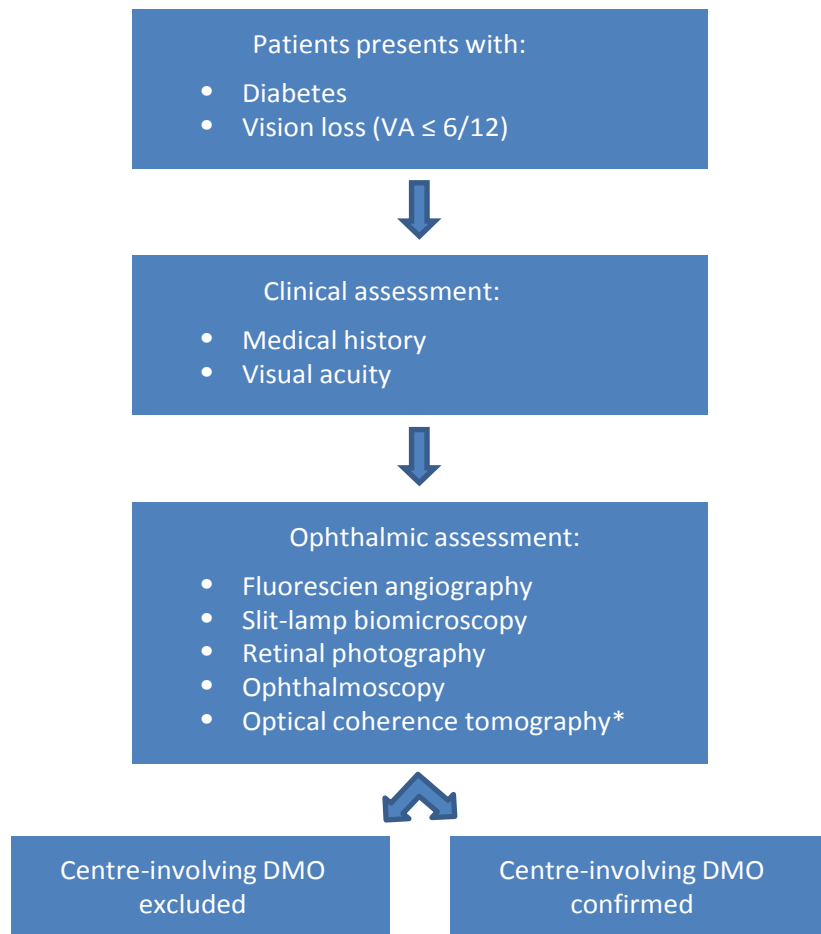 Patients presents with:
• Diabetes
• Vision loss (VA ≤ 6/12)
Clinical assessment:
• Medical history
• Visual acuity
Ophthalmic assessment:
• Fluorescien angiography
• Slit-lamp biomicroscopy
• Retinal photography
• Ophthalmoscopy
• Optical coherence tomography*
Centre-involving DMO
excluded
Centre-involving DMO
confirmed